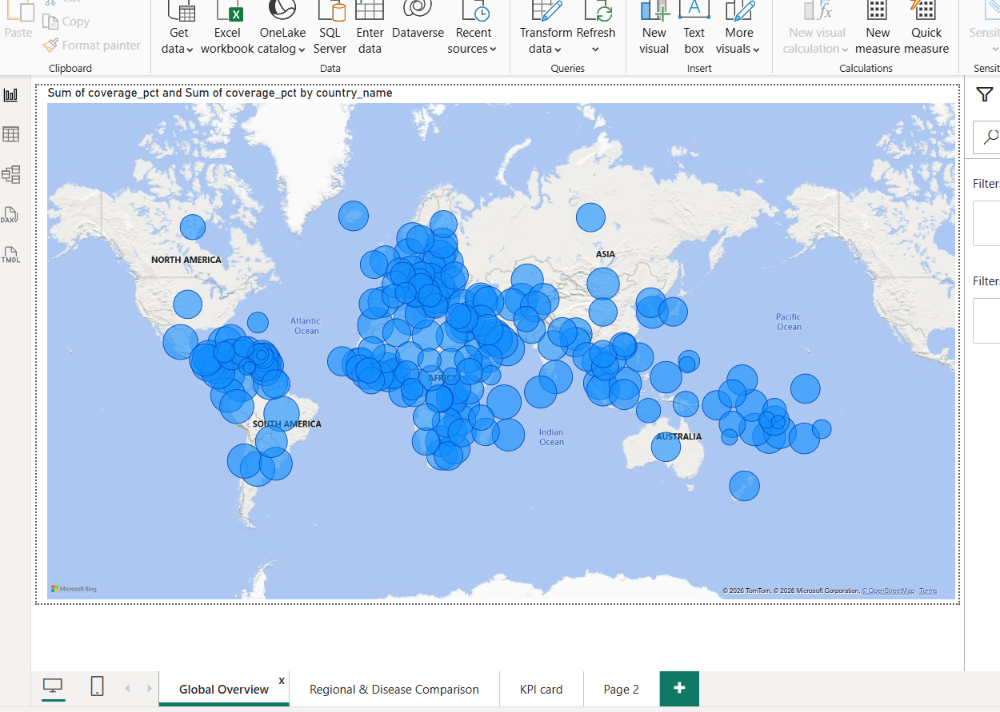 Cut
Paste
Copy
Format painter
Clipboard
Get data
Excel workbook
OneLake catalog
SQL Server
Enter data
Dataverse
Recent sources
Data
Transform data
Refresh
Queries
New visual
Text box
More visuals
Insert
New visual calculation
New measure
Quick measure
Calculations
Sensit
Sensit
Sum of coverage_pct and Sum of coverage_pct by country_name
DAX
TMDL
Filter
Filter
NORTH AMERICA
ASIA
Atlantic
Ocean
Pacific
Ocean
AFRICA
SOUTH AMERICA
Indian
Ocean
AUSTRALIA
Microsoft Bing
© 2026 TomTom, © 2026 Microsoft Corporation, © OpenStreetMap Terms
Global Overview x
Regional & Disease Comparison
KPI card
Page 2
+